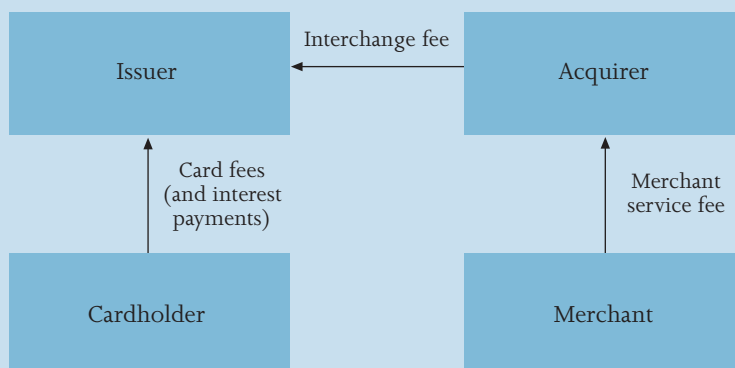 Interchange fee
Issuer
Acquirer
Card fees
(and interest
payments)
Merchant
service fee
Cardholder
Merchant